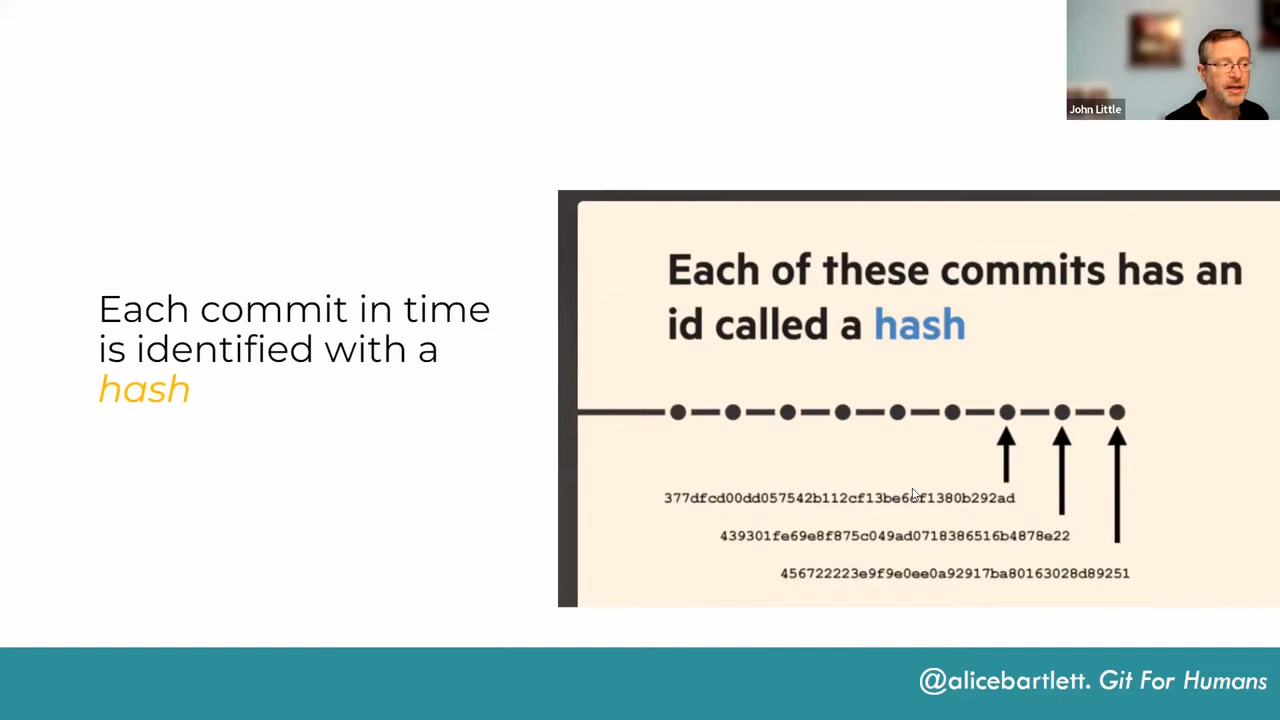 John Little
Each commit in time
is identified with a
hash
Each of these commits has an
id called a hash
377dfcd00dd057542b112cf13be6cf1380b292ad
439301fe69e8f875c049ad0718386516b4878e22
456722223e9f9e0ee0a92917ba80163028d89251
@alicebartlett. Git For Humans